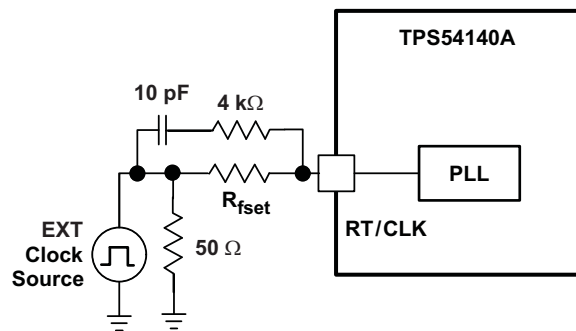 TPS54140A
10 pF
4 kΩ
PLL
Rfset
RT/CLK
EXT
Clock
Source
50 Ω